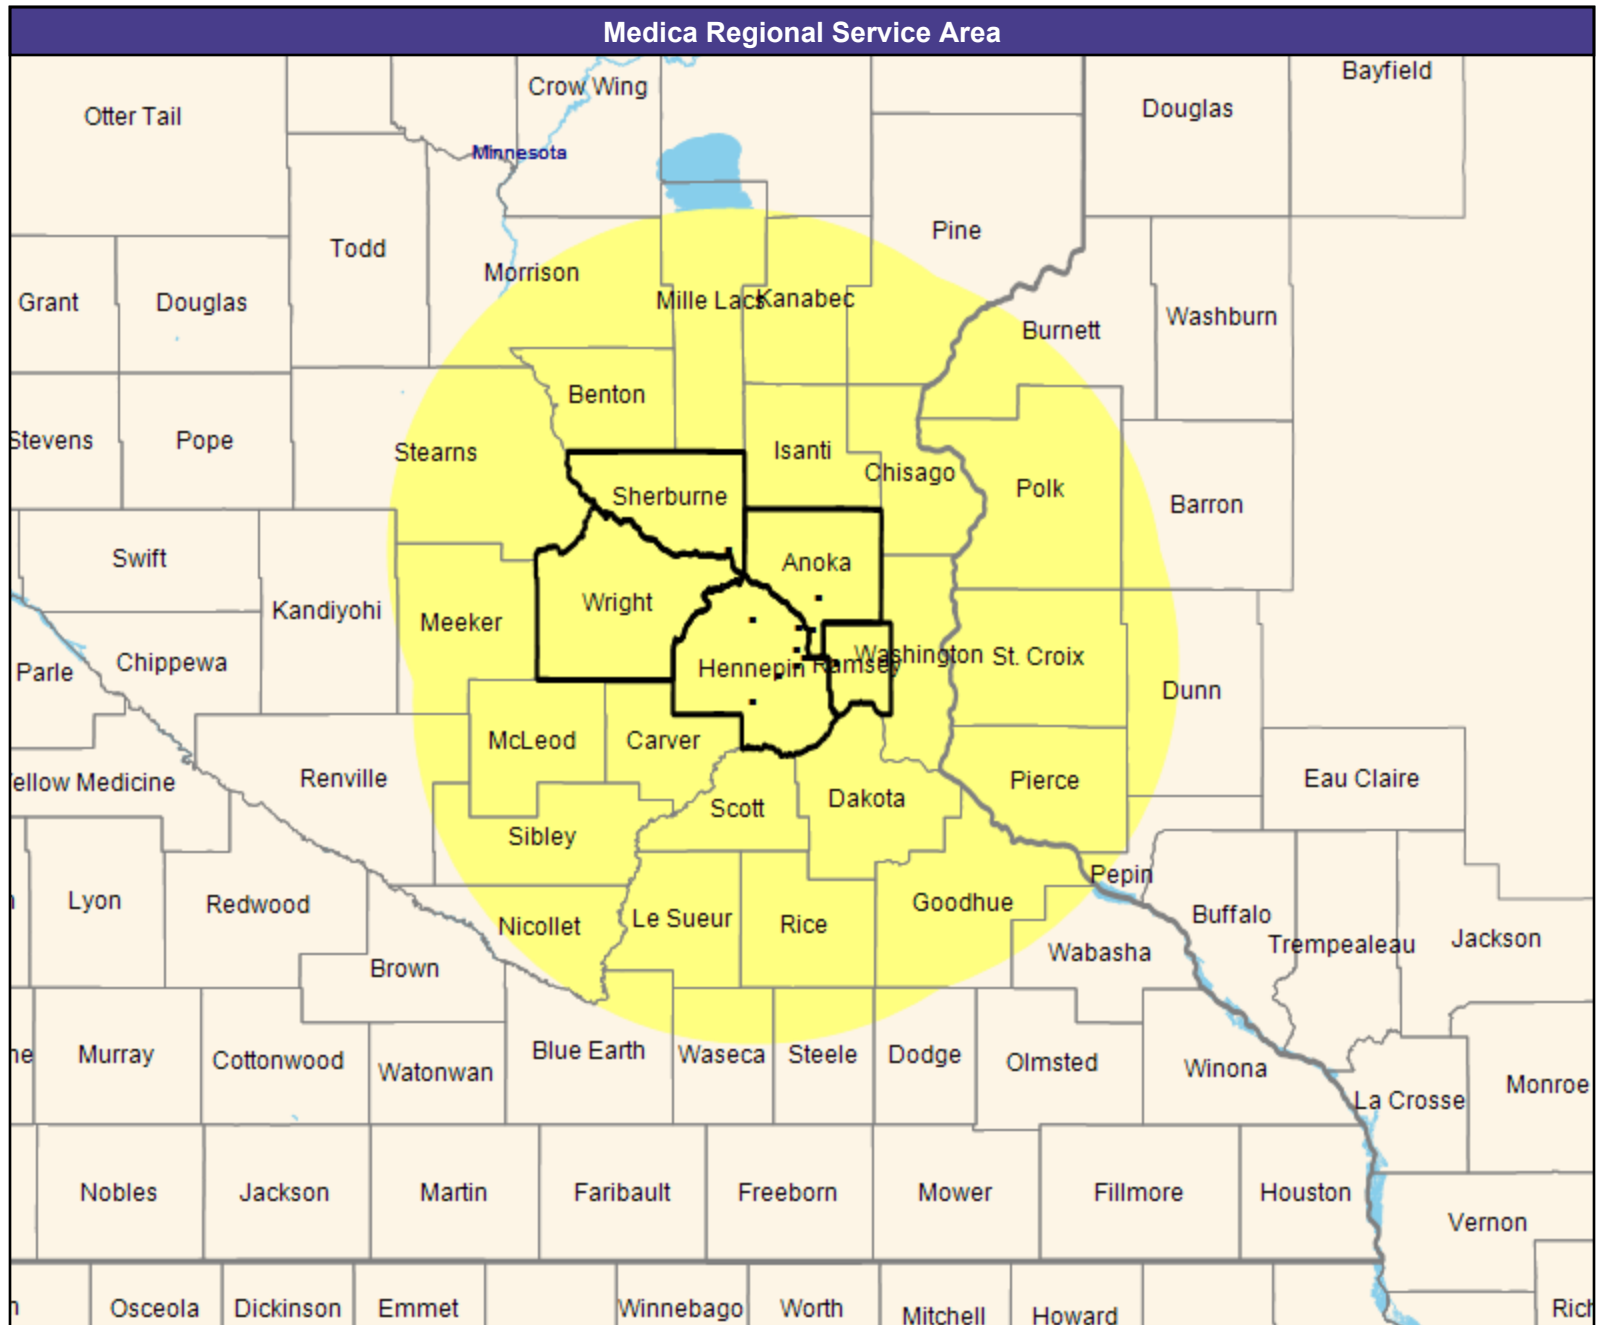 Medica Regional Service Area
Bayfield
Crow Wing
Douglas
Otter Tail
Minnesota
Pine
Todd
Morrison
Grant
Douglas
Mille Lacs
Kanabec
Washburn
Burnett
Benton
Stevens
Pope
Stearns
Isanti
Chisago
Polk
Sherburne
Barron
Swift
Anoka
Kandiyohi
Wright
Meeker
Parle
Chippewa
Hennepin
Ramsey
Washington
St. Croix
Dunn
McLeod
Carver
ellow Medicine
Renville
Pierce
Eau Claire
Scott
Dakota
Sibley
Pepin
Lyon
Redwood
Goodhue
Nicollet
Le Sueur
Rice
Buffalo
Trempealeau
Jackson
Wabasha
Brown
ne
Murray
Cottonwood
Watonwan
Blue Earth
Waseca
Steele
Dodge
Olmsted
Winona
La Crosse
Monroe
Nobles
Jackson
Martin
Faribault
Freeborn
Mower
Fillmore
Houston
Vernon
Osceola
Dickinson
Emmet
Winnebago
Worth
Mitchell
Howard
Rich